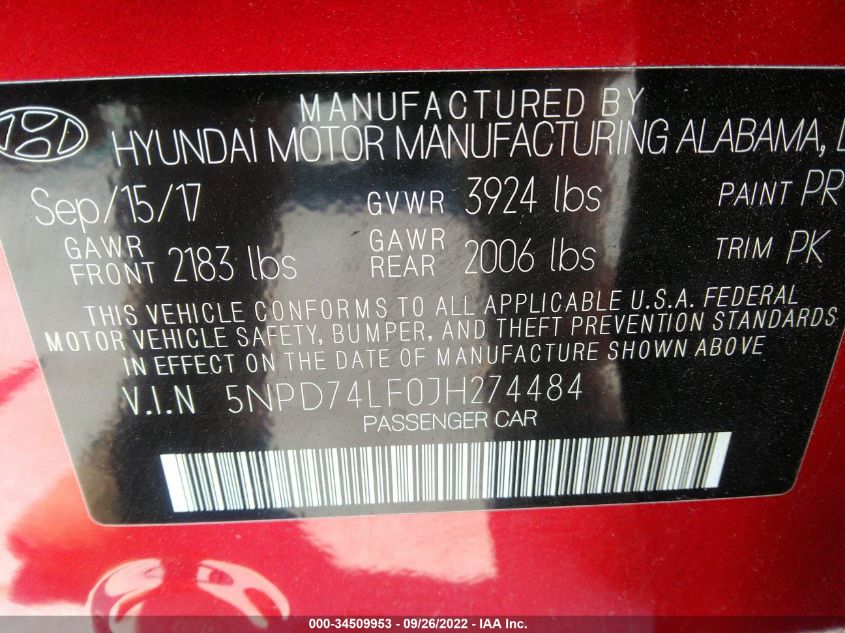 MANUFACTURED BY
HYUNDAI MOTOR MANUFACTURING ALABAMA, L
Sep/15/17 GVWR 3924 lbs PAINT PR
GAWR FRONT 2183 lbs GAWR REAR 2006 lbs TRIM PK
THIS VEHICLE CONFORMS TO ALL APPLICABLE U.S.A. FEDERAL
MOTOR VEHICLE SAFETY, BUMPER, AND THEFT PREVENTION STANDARDS
IN EFFECT ON THE DATE OF MANUFACTURE SHOWN ABOVE
V.I.N 5NPD74LF0JH274484
PASSENGER CAR
000-34509953 - 09/26/2022 - IAA Inc.